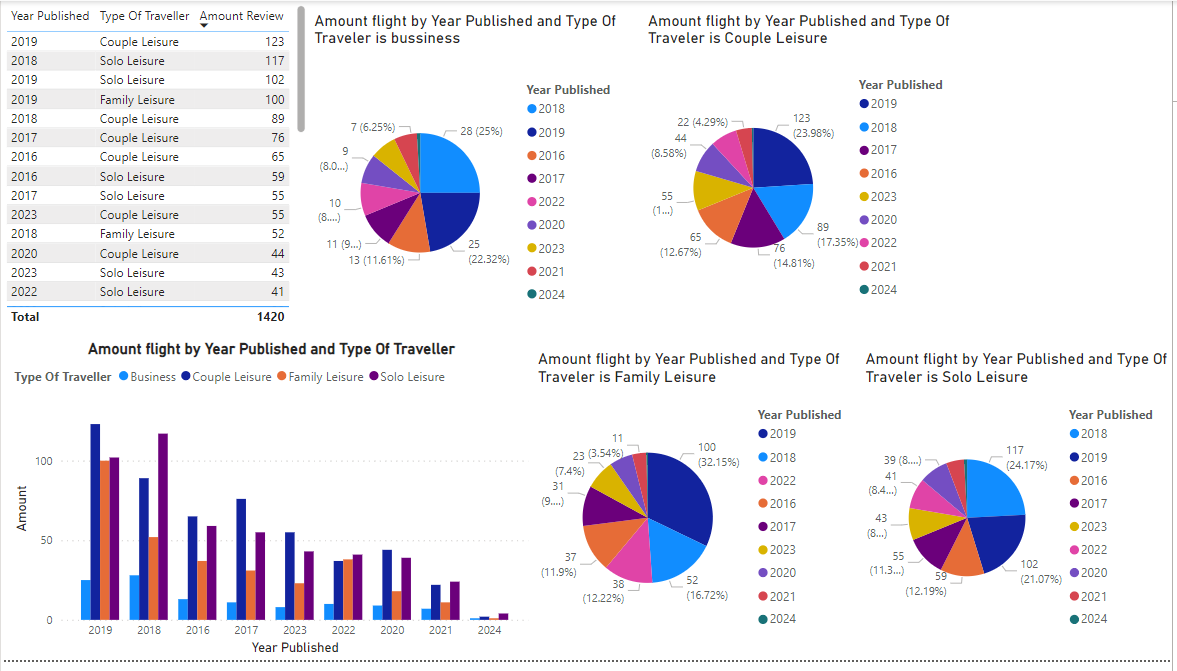 Year Published Type Of Traveller Amount Review
2019 Couple Leisure 123
2018 Solo Leisure 117
2019 Solo Leisure 102
2019 Family Leisure 100
2018 Couple Leisure 89
2017 Couple Leisure 76
2016 Couple Leisure 65
2016 Solo Leisure 59
2017 Solo Leisure 55
2023 Couple Leisure 55
2018 Family Leisure 52
2020 Couple Leisure 44
2023 Solo Leisure 43
2022 Solo Leisure 41
Total 1420
Amount flight by Year Published and Type Of
Traveler is bussiness
7 (6.25%)
28 (25%)
9
(8.0...)
10
(8....)
11 (9...)
13 (11.61%)
25
(22.32%)
Year Published
2018
2019
2016
2017
2022
2020
2023
2021
2024
Amount flight by Year Published and Type Of
Traveler is Couple Leisure
22 (4.29%)
123
(23.98%)
44
(8.58%)
55
(1...)
65
(12.67%)
76
(14.81%)
89
(17.35%)
Year Published
2019
2018
2017
2016
2023
2020
2022
2021
2024
Amount flight by Year Published and Type Of Traveller
Type Of Traveller Business Couple Leisure Family Leisure Solo Leisure
Amount
100
50
0
2019 2018 2016 2017 2023 2022 2020 2021 2024
Year Published
Amount flight by Year Published and Type Of
Traveler is Family Leisure
11
23 (3.54%)
(7.4%)
31
(9....)
37
(11.9%)
38
(12.22%)
52
(16.72%)
100
(32.15%)
Year Published
2019
2018
2022
2016
2017
2023
2020
2021
2024
Amount flight by Year Published and Type Of
Traveler is Solo Leisure
39 (8....)
117
(24.17%)
41
(8.4...)
43
(8...)
55
(11.3...)
59
(12.19%)
102
(21.07%)
Year Published
2018
2019
2016
2017
2023
2022
2020
2021
2024